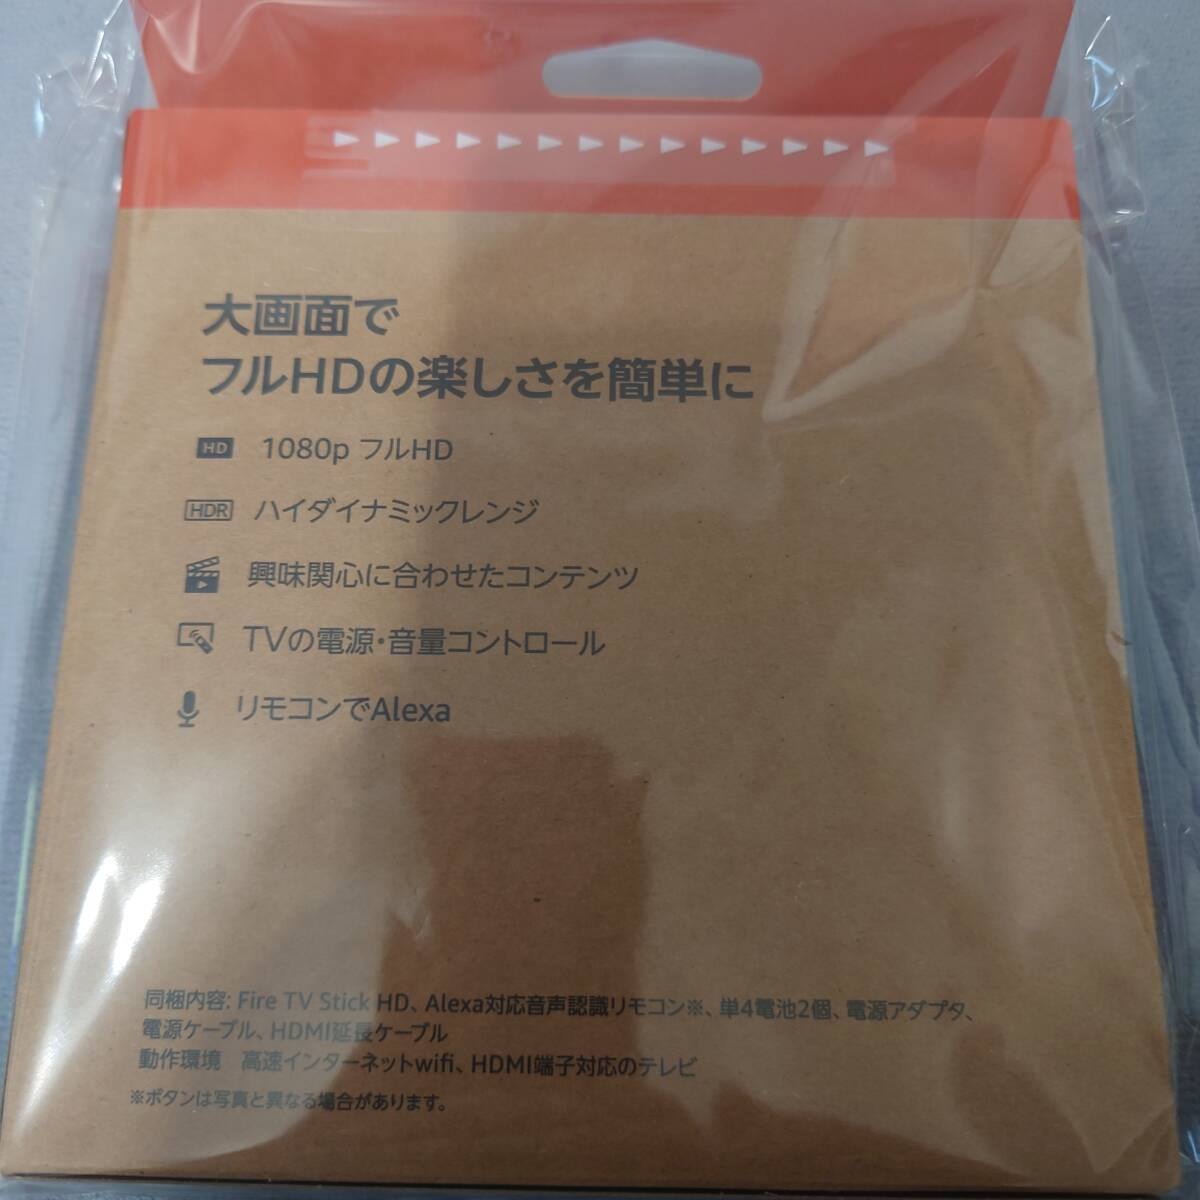 大画面で
フルHDの楽しさを簡単に
HD 1080p フルHD
HDR ハイダイナミックレンジ
興味関心に合わせたコンテンツ
TVの電源・音量コントロール
リモコンでAlexa
同梱内容: Fire TV Stick HD、Alexa対応音声認識リモコン※、単4電池2個、電源アダプタ、
電源ケーブル、HDMI延長ケーブル
動作環境 高速インターネットwifi、HDMI端子対応のテレビ
※ボタンは写真と異なる場合があります。